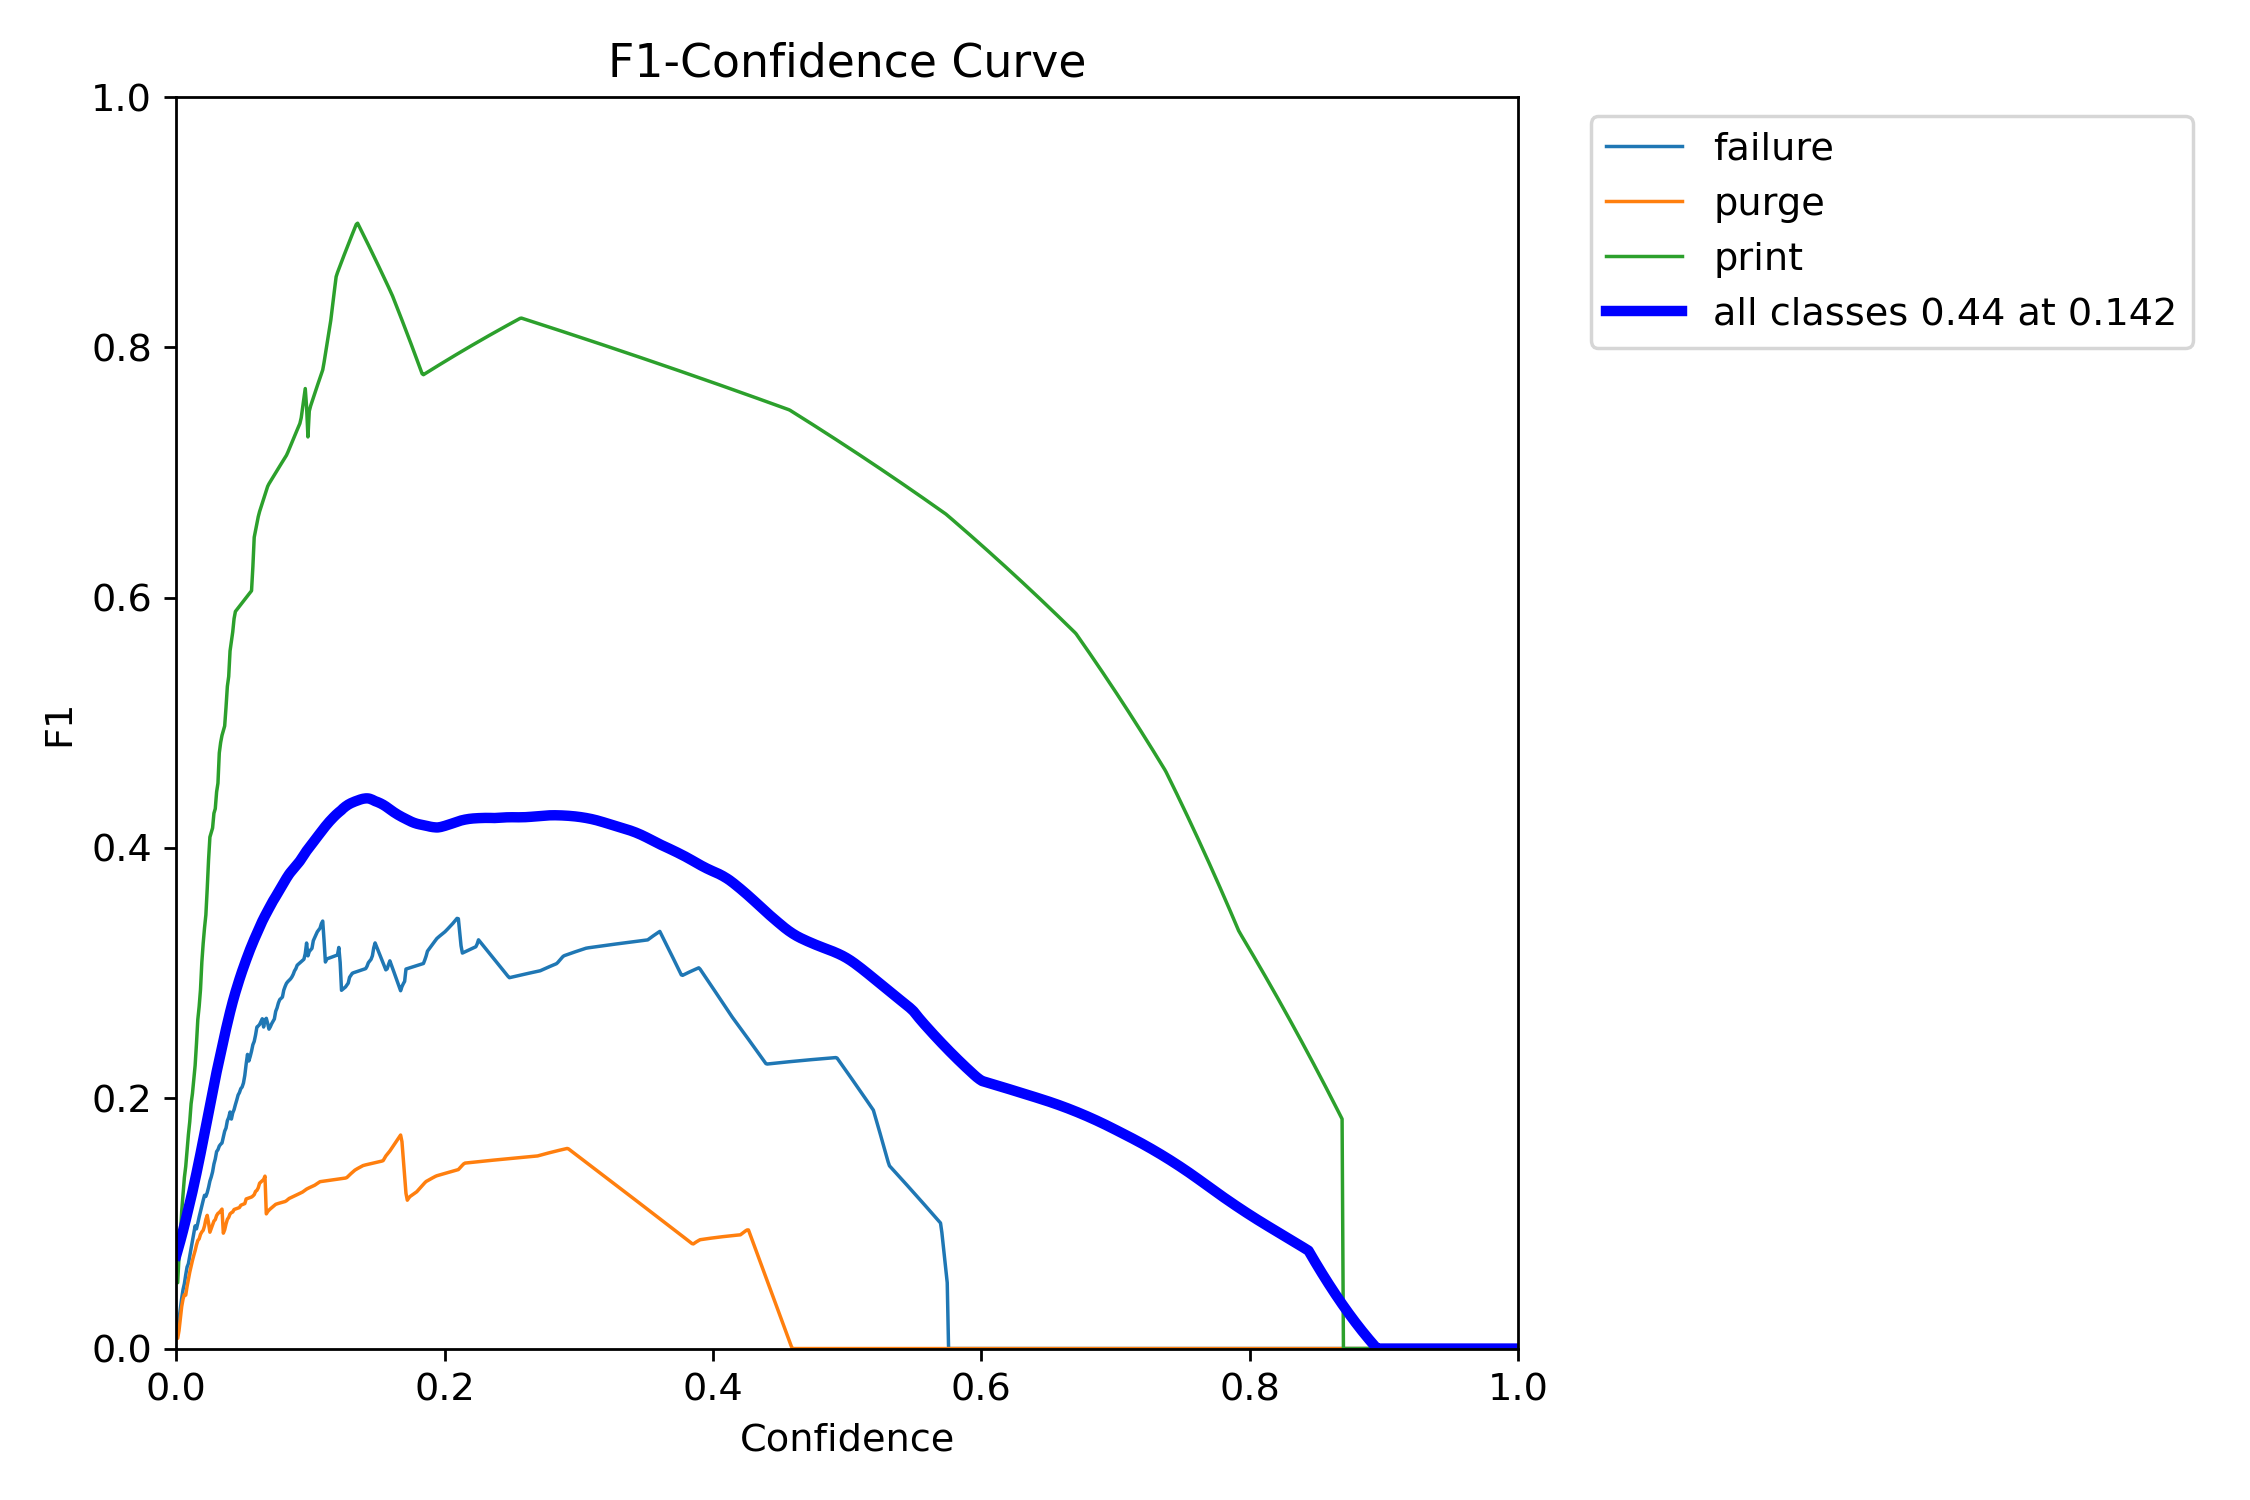 F1-Confidence Curve
1.0
0.8
0.6
0.4
0.2
0.0
F1
0.0 0.2 0.4 0.6 0.8 1.0
Confidence
failure
purge
print
all classes 0.44 at 0.142